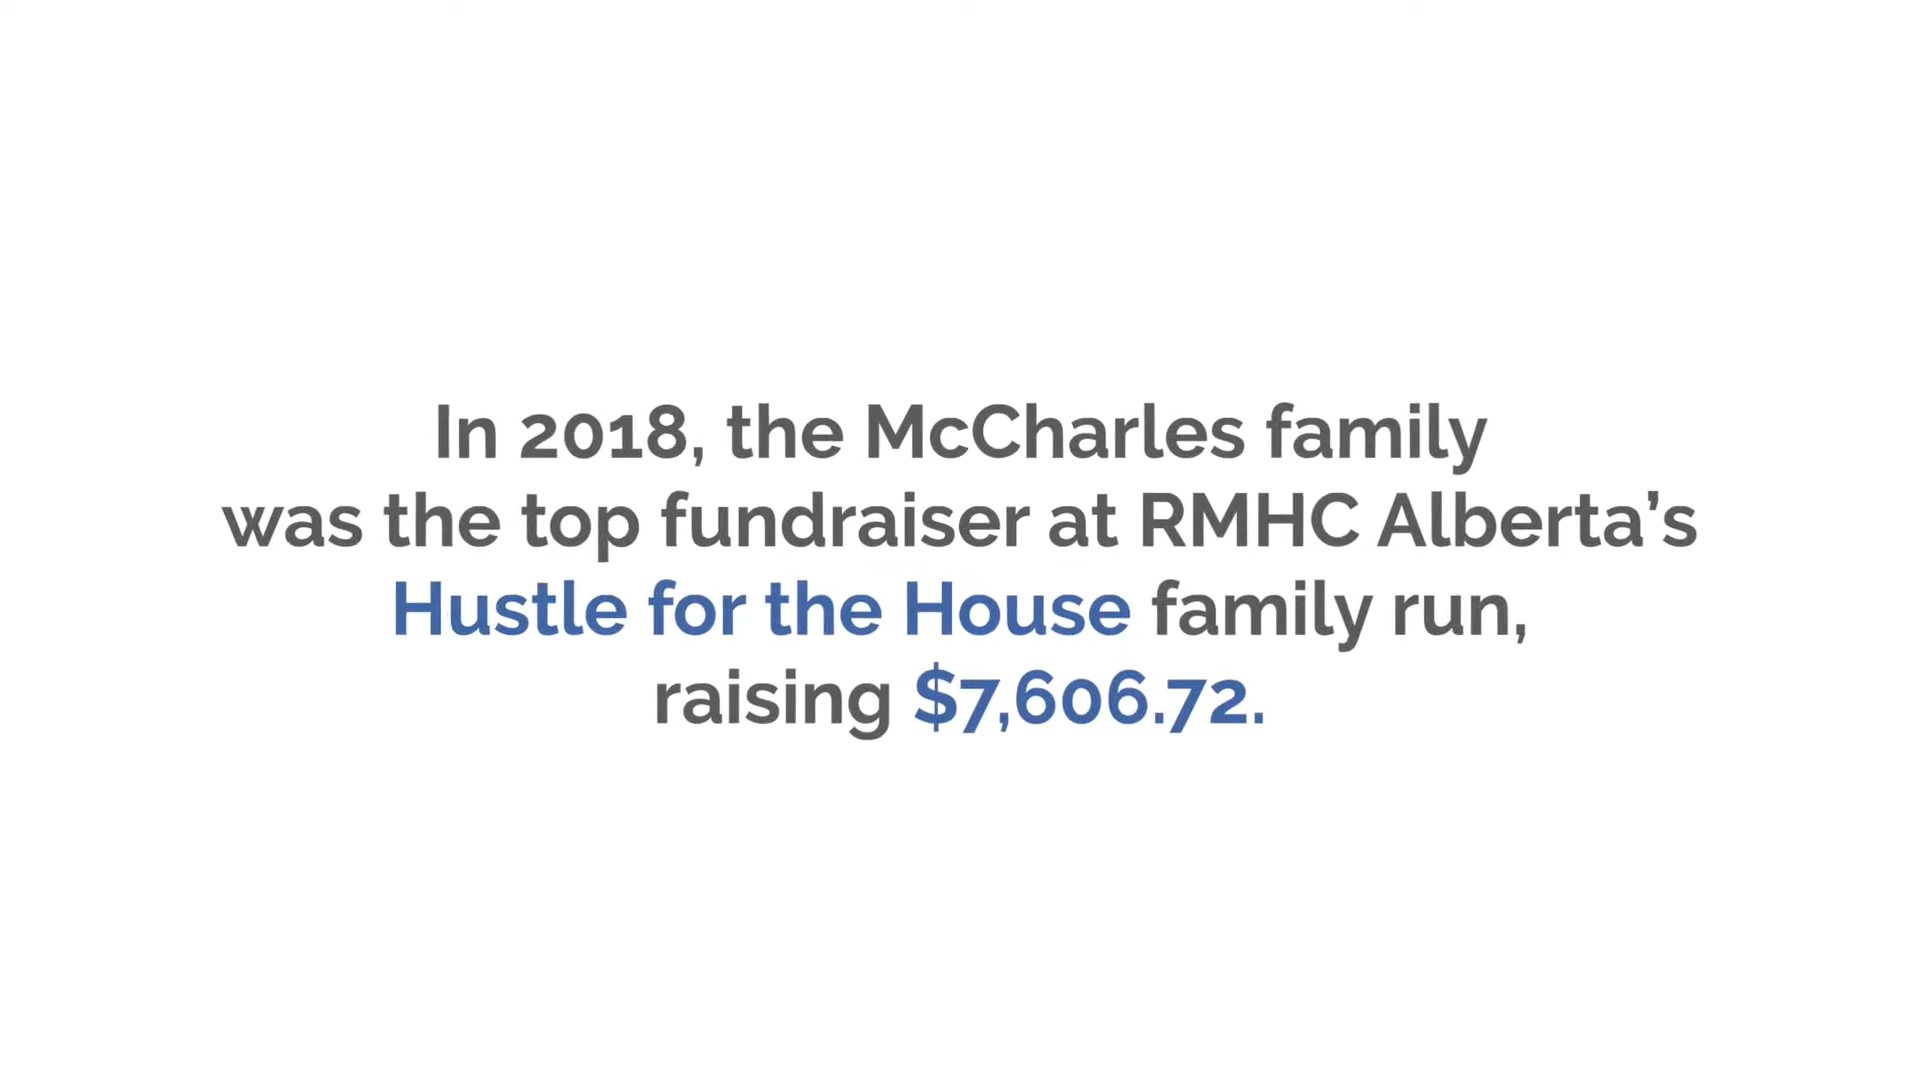 In 2018, the McCharles family
was the top fundraiser at RMHC Alberta’s
Hustle for the House family run,
raising $7,606.72.